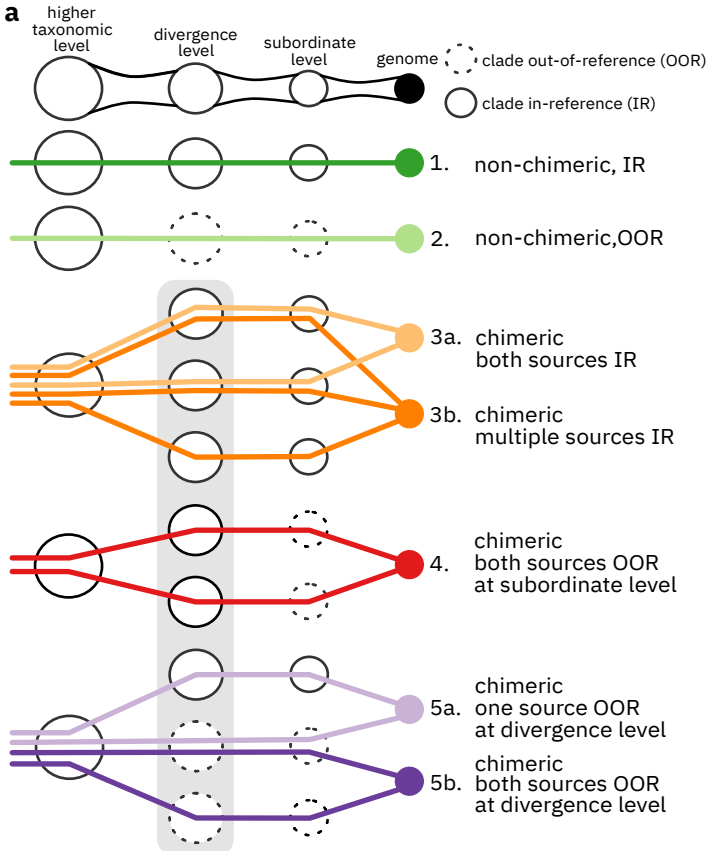 a
higher
taxonomic
level
divergence
level
subordinate
level
genome
clade out-of-reference (OOR)
clade in-reference (IR)
1. non-chimeric, IR
2. non-chimeric,OOR
3a. chimeric
both sources IR
3b. chimeric
multiple sources IR
chimeric
4. both sources OOR
at subordinate level
chimeric
5a. one source OOR
at divergence level
chimeric
5b. both sources OOR
at divergence level